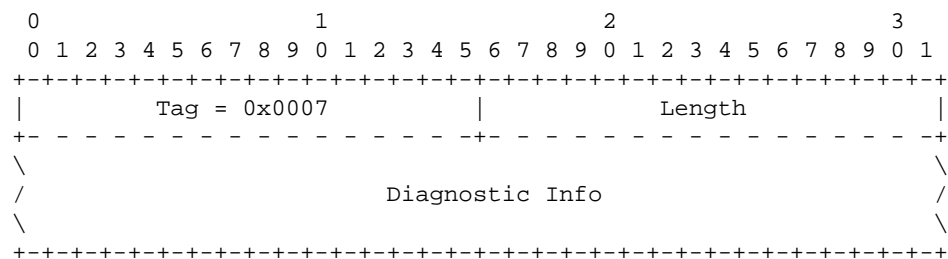 0                   1                   2                   3
 0 1 2 3 4 5 6 7 8 9 0 1 2 3 4 5 6 7 8 9 0 1 2 3 4 5 6 7 8 9 0 1
+-+-+-+-+-+-+-+-+-+-+-+-+-+-+-+-+-+-+-+-+-+-+-+-+-+-+-+-+-+-+-+-+
|         Tag = 0x0007          |            Length             |
+- - - - - - - - - - - - - - - -+- - - - - - - - - - - - - - - -+
\                                                               \
/                        Diagnostic Info                        /
\                                                               \
+-+-+-+-+-+-+-+-+-+-+-+-+-+-+-+-+-+-+-+-+-+-+-+-+-+-+-+-+-+-+-+-+